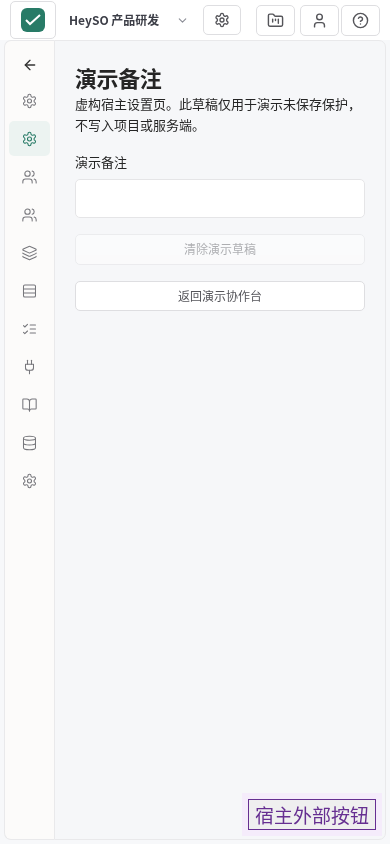 HeySO 产品研发
演示备注
虚构宿主设置页。此草稿仅用于演示未保存保护，
不写入项目或服务端。
演示备注
清除演示草稿
返回演示协作台
宿主外部按钮